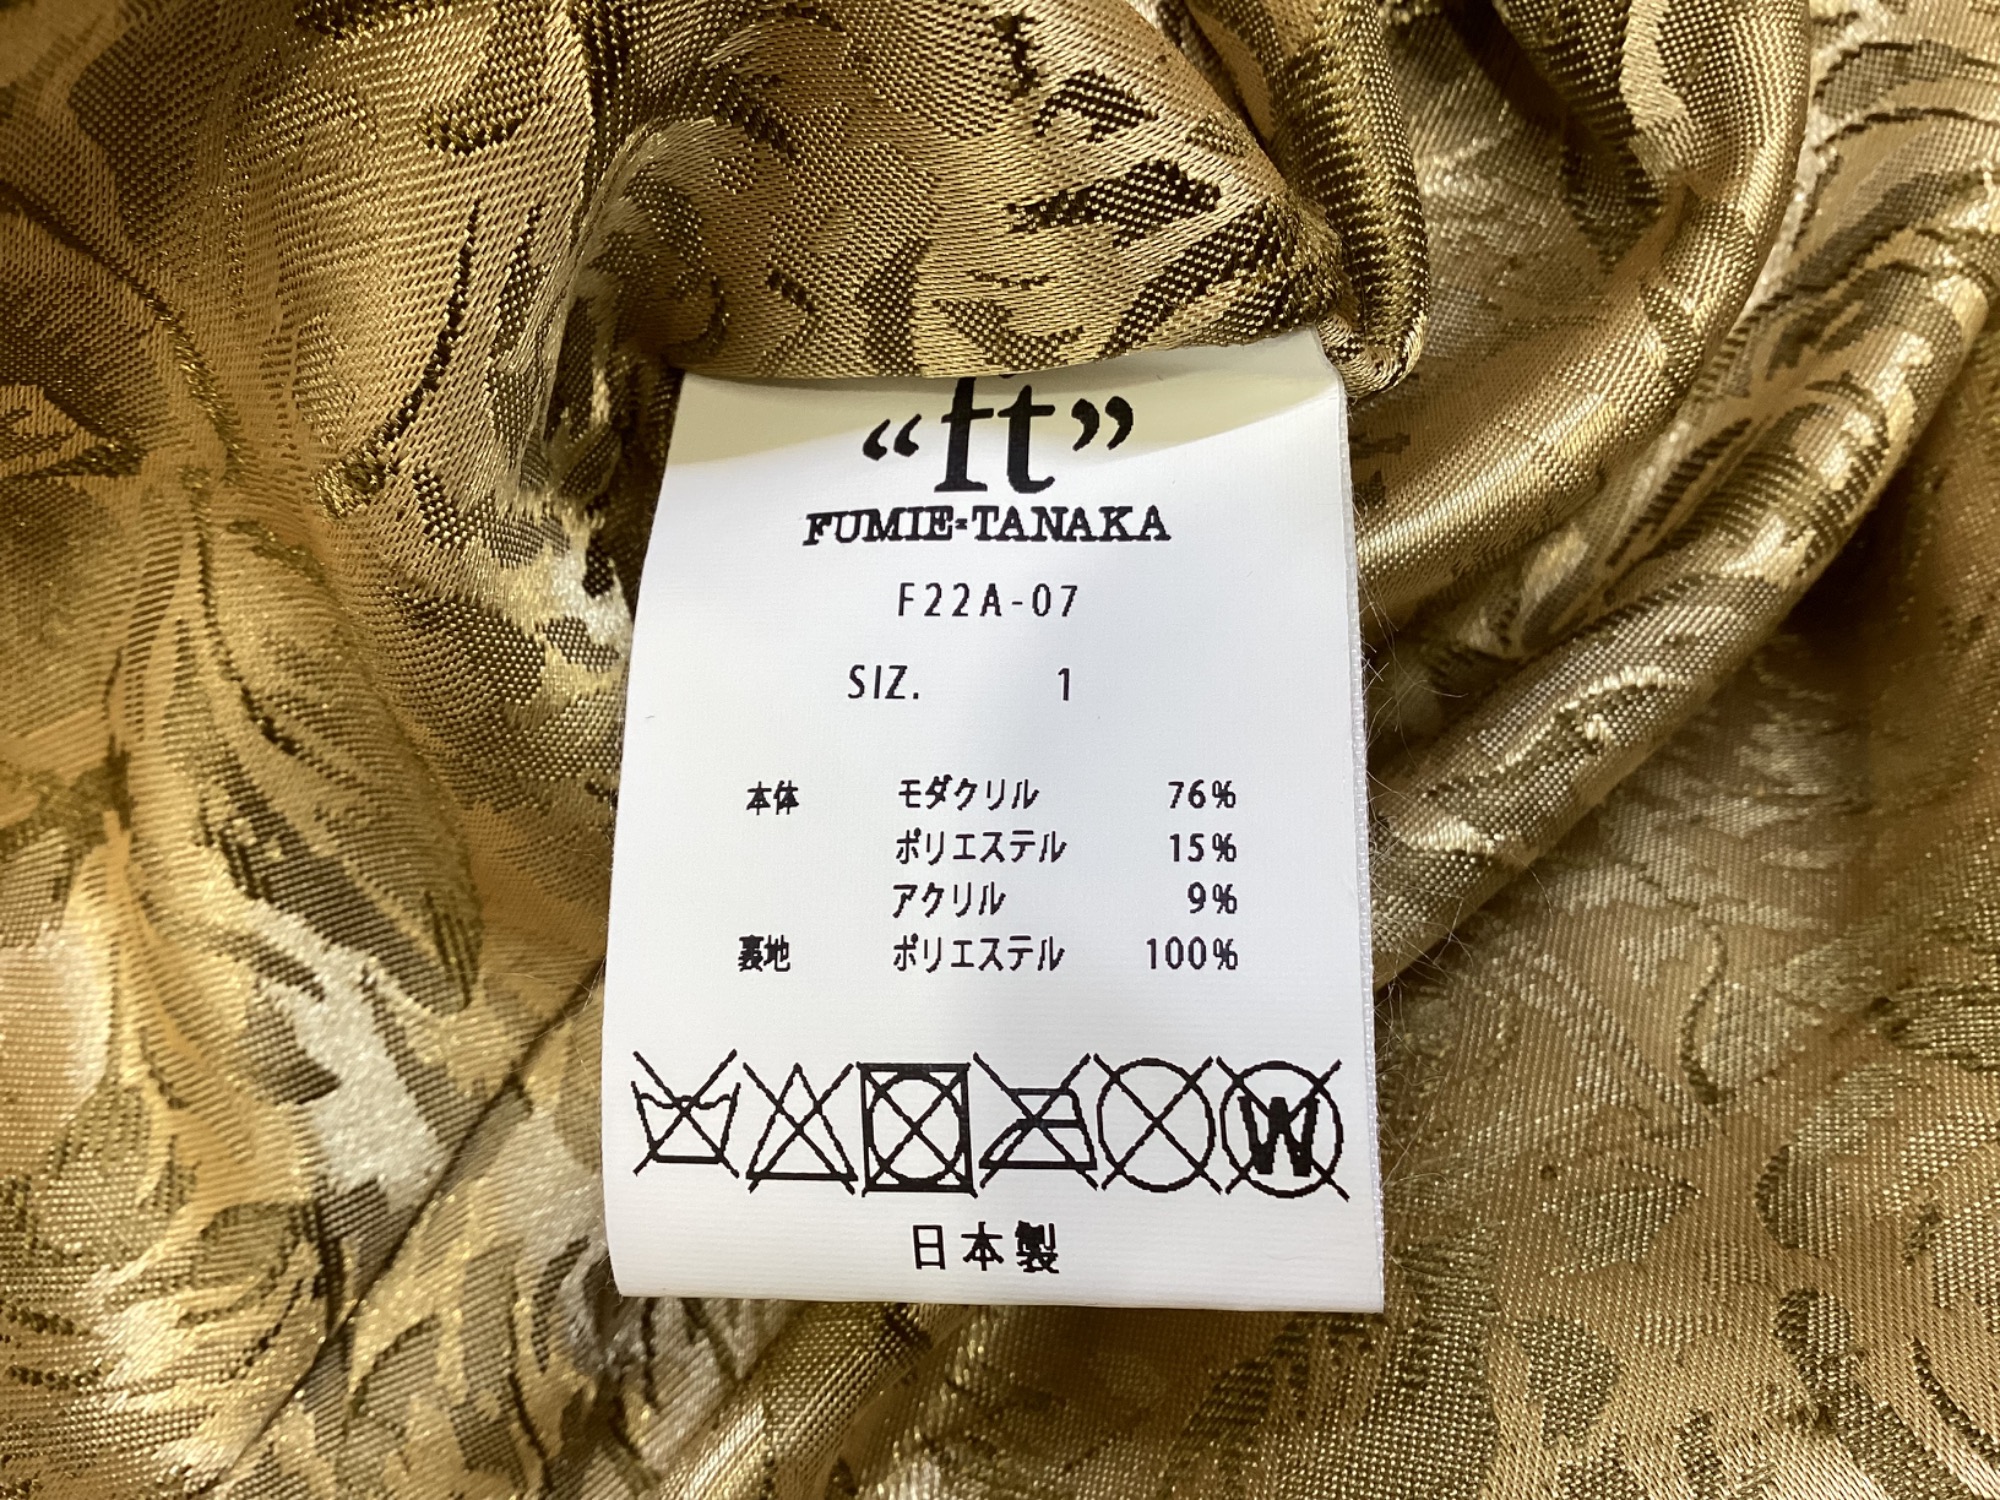 “ft”
FUMIE=TANAKA
F22A-07
SIZ. 1
本体 モダクリル 76%
ポリエステル 15%
アクリル 9%
裏地 ポリエステル 100%
W
日本製